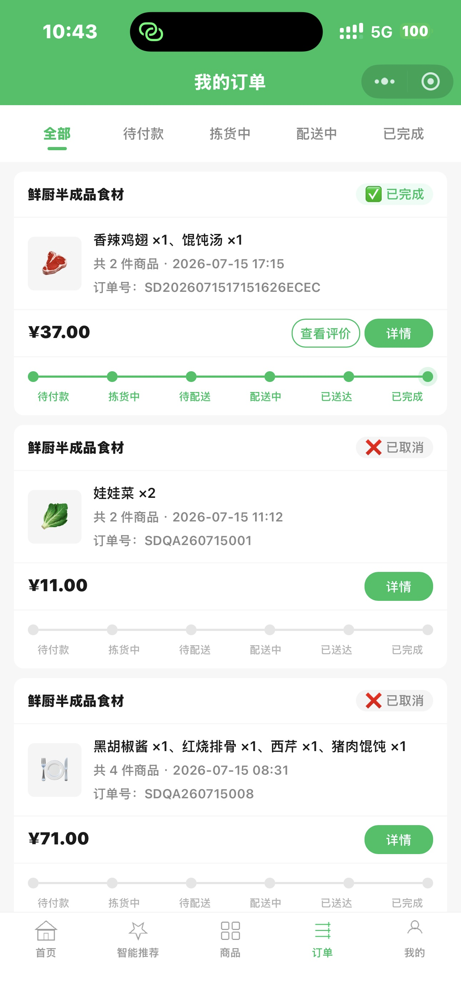 10:43 5G 100
我的订单
全部 待付款 拣货中 配送中 已完成
鲜厨半成品食材 已完成
香辣鸡翅 ×1、馄饨汤 ×1
共 2 件商品 · 2026-07-15 17:15
订单号：SD2026071517151626ECEC
¥37.00 查看评价 详情
待付款 拣货中 待配送 配送中 已送达 已完成
鲜厨半成品食材 已取消
娃娃菜 ×2
共 2 件商品 · 2026-07-15 11:12
订单号：SDQA260715001
¥11.00 详情
待付款 拣货中 待配送 配送中 已送达 已完成
鲜厨半成品食材 已取消
黑胡椒酱 ×1、红烧排骨 ×1、西芹 ×1、猪肉馄饨 ×1
共 4 件商品 · 2026-07-15 08:31
订单号：SDQA260715008
¥71.00 详情
待付款 拣货中 待配送 配送中 已送达 已完成
首页 智能推荐 商品 订单 我的